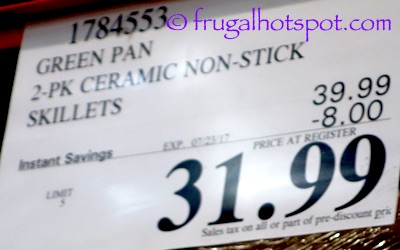 1784553
© frugalhotspot.com
GREEN PAN
2-PK CERAMIC NON-STICK
SKILLETS
39.99
-8.00
Instant Savings
EXP. 07/23/17
PRICE AT REGISTER
31.99
LIMIT
5
Sales tax on all or part of pre-discount pric